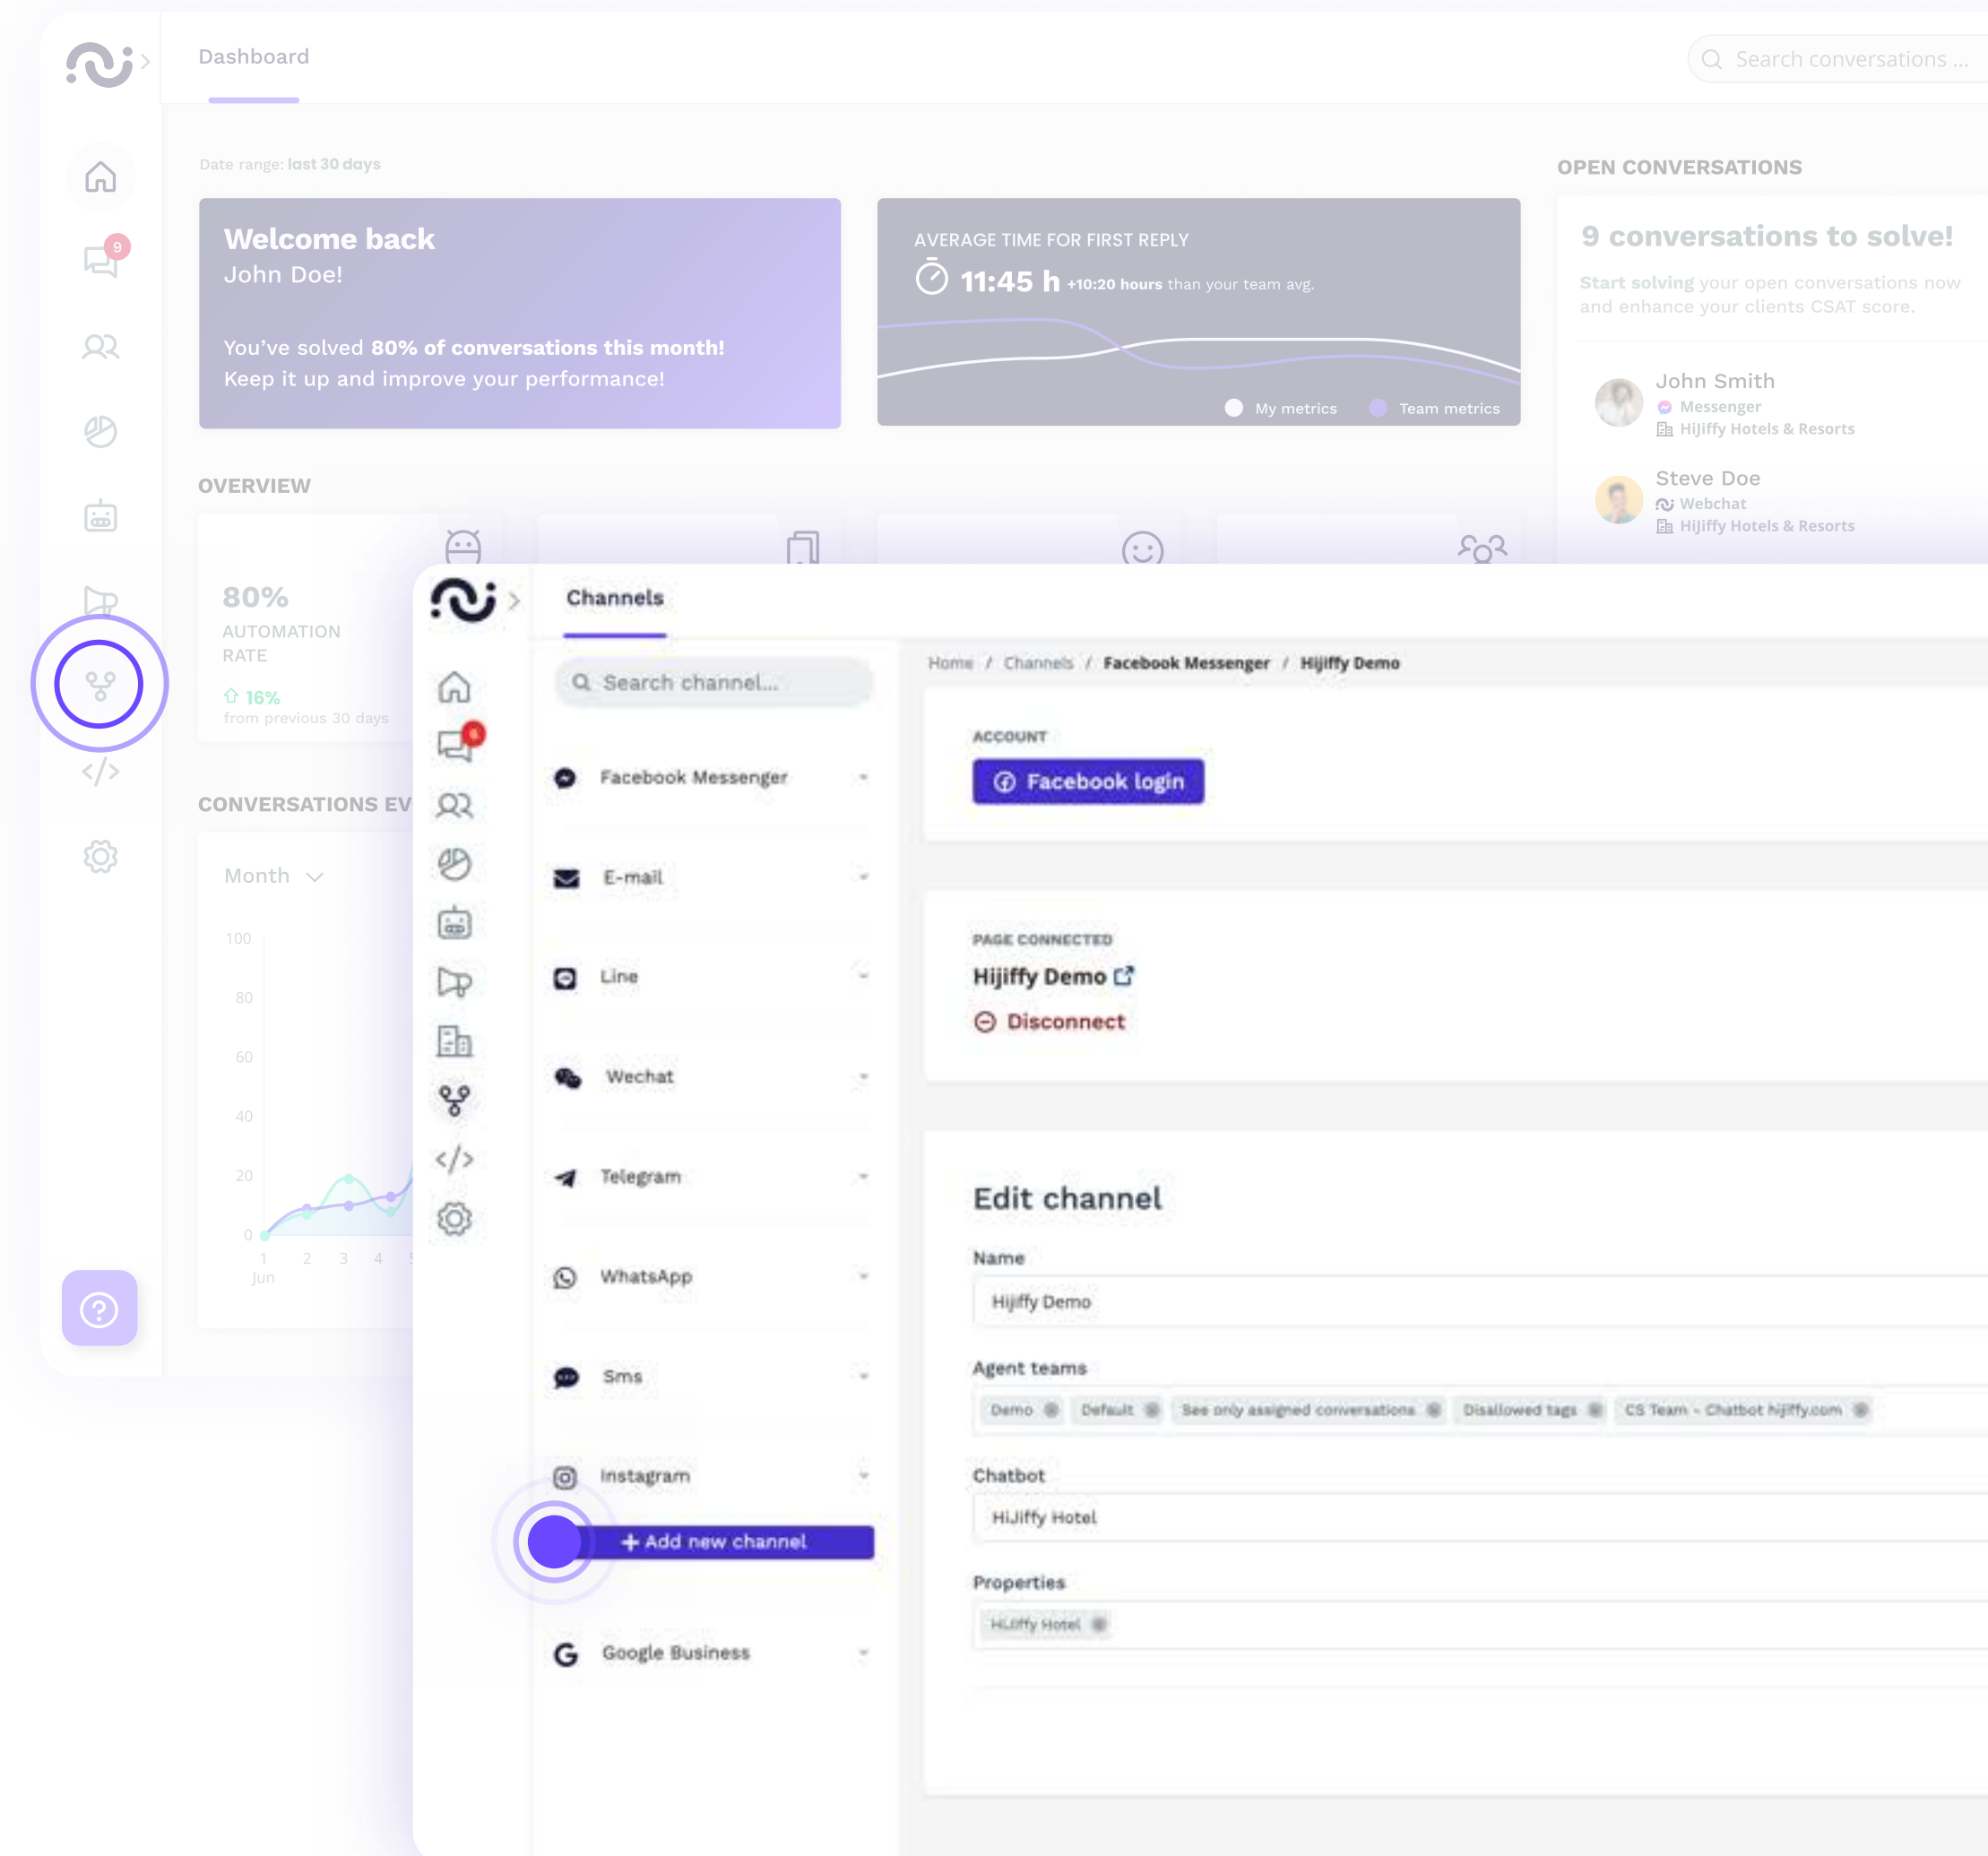 Dashboard
Search conversations ...
Date range: last 30 days
Welcome back
John Doe!
You've solved 80% of conversations this month!
Keep it up and improve your performance!
AVERAGE TIME FOR FIRST REPLY
11:45 h +10:20 hours than your team avg.
My metrics
Team metrics
OPEN CONVERSATIONS
9 conversations to solve!
Start solving your open conversations now
and enhance your clients CSAT score.
John Smith
Messenger
HiJiffy Hotels & Resorts
Steve Doe
Webchat
HiJiffy Hotels & Resorts
9
OVERVIEW
80%
AUTOMATION
RATE
16%
from previous 30 days
CONVERSATIONS EV
Month
100
80
60
40
20
0
1 2 3 4
Jun
Channels
Search channel...
Facebook Messenger
E-mail
Line
Wechat
Telegram
WhatsApp
Sms
Instagram
+ Add new channel
Google Business
Home / Channels / Facebook Messenger / Hijiffy Demo
ACCOUNT
Facebook login
PAGE CONNECTED
Hijiffy Demo
Disconnect
Edit channel
Name
Hijiffy Demo
Agent teams
Demo
Default
See only assigned conversations
Disallowed tags
CS Team - Chatbot hijiffy.com
Chatbot
HiJiffy Hotel
Properties
HiJiffy Hotel